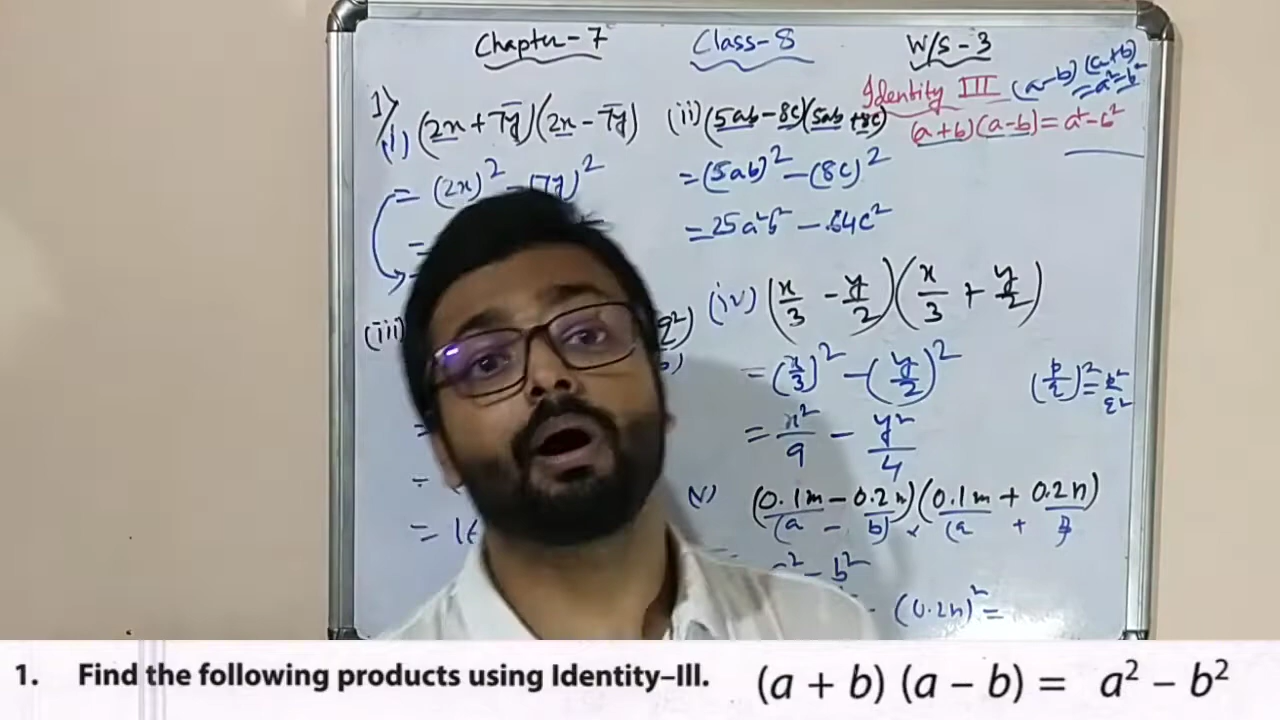 Chapter-7 Class-8 W/S-3
Identity III (a-b)(a+b)
=a²-b²
(a+b)(a-b)=a²-b²
1) (i) (2x+7y)(2x-7y) (ii) (5ab-8c)(5ab+8c)
= (2x)² - (7y)² = (5ab)² - (8c)²
= = 25a²b² - 64c²
(iii) (iv) (x/3 - y/2)(x/3 + y/2)
= (x/3)² - (y/2)²
= x²/9 - y²/4
(v) (0.1m - 0.2n)(0.1m + 0.2n)
(a - b) × (a + b)
a² - b²
(0.2n)² =
1. Find the following products using Identity–III. (a + b) (a – b) = a² – b²